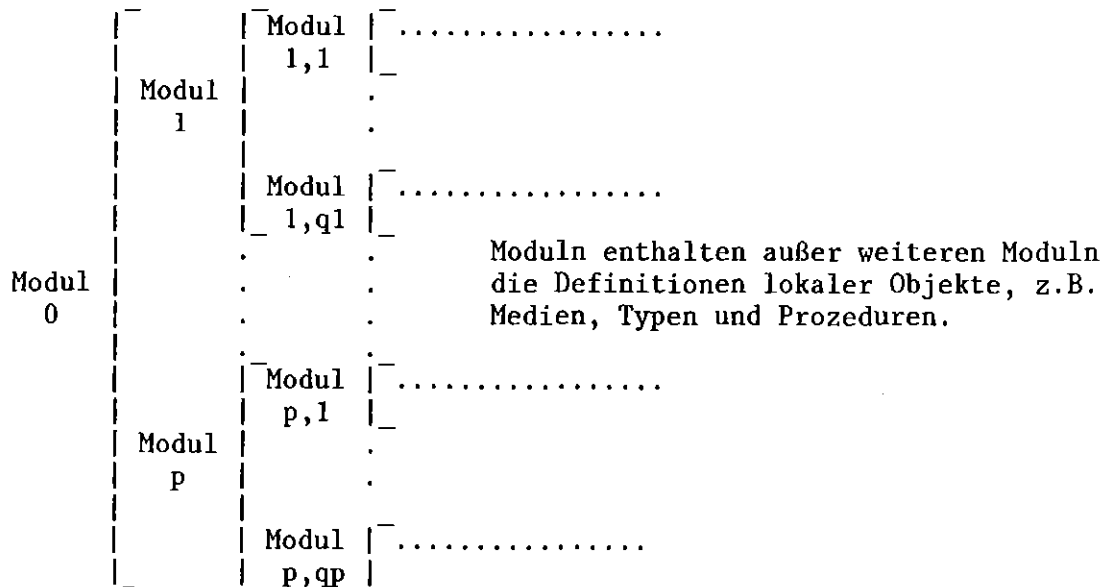 Modul ..................
1,1
Modul
1
Modul ..................
1,q1
Moduln enthalten außer weiteren Moduln
Modul die Definitionen lokaler Objekte, z.B.
0 Medien, Typen und Prozeduren.
Modul ..................
p,1
Modul
p
Modul .................
p,qp